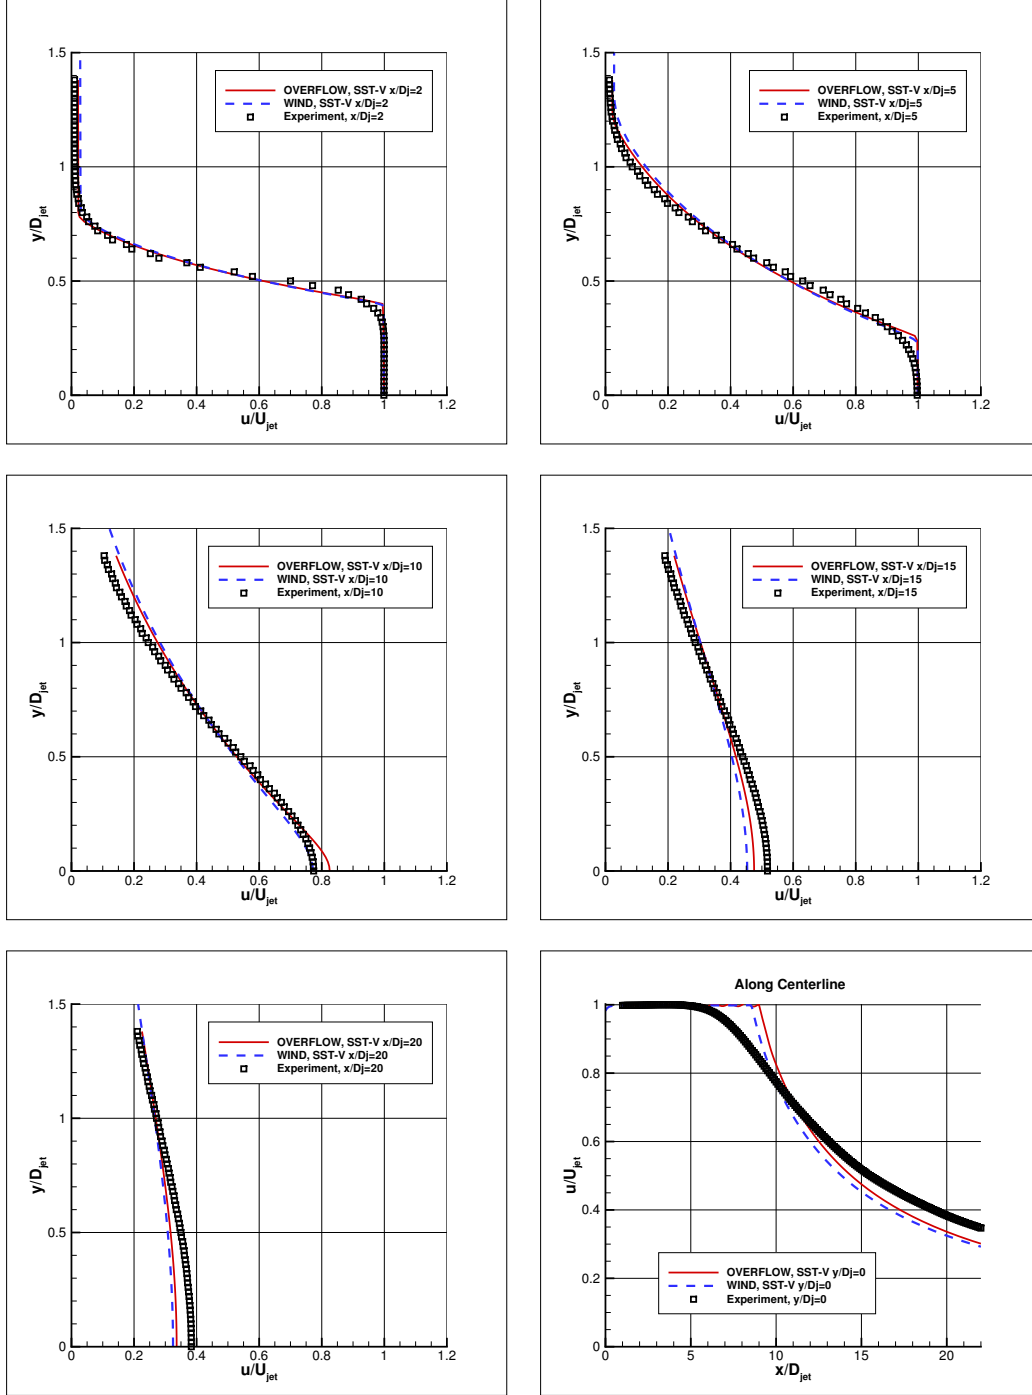 1.5
OVERFLOW, SST-V x/Dj=2
WIND, SST-V x/Dj=2
Experiment, x/Dj=2
1
y/Djet
0.5
0
0 0.2 0.4 0.6 0.8 1 1.2
u/Ujet
1.5
OVERFLOW, SST-V x/Dj=5
WIND, SST-V x/Dj=5
Experiment, x/Dj=5
1
y/Djet
0.5
0
0 0.2 0.4 0.6 0.8 1 1.2
u/Ujet
1.5
OVERFLOW, SST-V x/Dj=10
WIND, SST-V x/Dj=10
Experiment, x/Dj=10
1
y/Djet
0.5
0
0 0.2 0.4 0.6 0.8 1 1.2
u/Ujet
1.5
OVERFLOW, SST-V x/Dj=15
WIND, SST-V x/Dj=15
Experiment, x/Dj=15
1
y/Djet
0.5
0
0 0.2 0.4 0.6 0.8 1 1.2
u/Ujet
1.5
OVERFLOW, SST-V x/Dj=20
WIND, SST-V x/Dj=20
Experiment, x/Dj=20
1
y/Djet
0.5
0
0 0.2 0.4 0.6 0.8 1 1.2
u/Ujet
Along Centerline
1
0.8
0.6
u/Ujet
0.4
0.2
0
OVERFLOW, SST-V y/Dj=0
WIND, SST-V y/Dj=0
Experiment, y/Dj=0
0 5 10 15 20
x/Djet